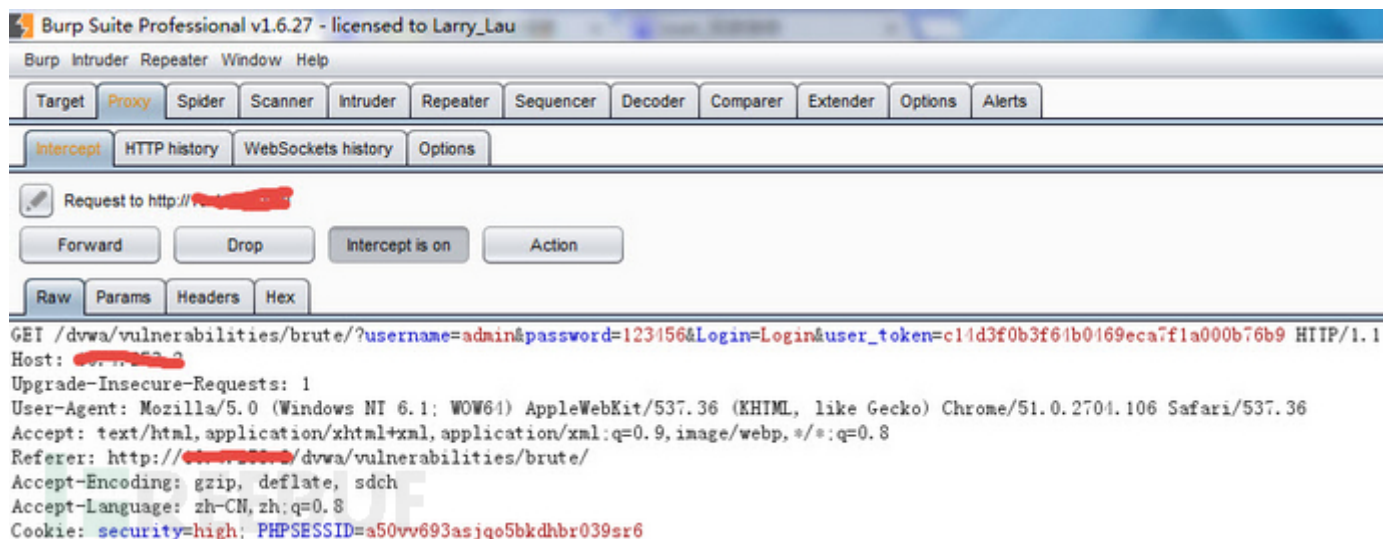 Burp Suite Professional v1.6.27 - licensed to Larry_Lau
Burp Intruder Repeater Window Help
Target Proxy Spider Scanner Intruder Repeater Sequencer Decoder Comparer Extender Options Alerts
Intercept HTTP history WebSockets history Options
Request to http://
Forward Drop Intercept is on Action
Raw Params Headers Hex
GET /dvwa/vulnerabilities/brute/?username=admin&password=123456&Login=Login&user_token=c14d3f0b3f64b0469eca7f1a000b76b9 HTTP/1.1
Host:
Upgrade-Insecure-Requests: 1
User-Agent: Mozilla/5.0 (Windows NT 6.1; WOW64) AppleWebKit/537.36 (KHTML, like Gecko) Chrome/51.0.2704.106 Safari/537.36
Accept: text/html,application/xhtml+xml,application/xml;q=0.9,image/webp,*/*;q=0.8
Referer: http:///dvwa/vulnerabilities/brute/
Accept-Encoding: gzip, deflate, sdch
Accept-Language: zh-CN,zh;q=0.8
Cookie: security=high; PHPSESSID=a50vv693asjqo5bkdhbr039sr6